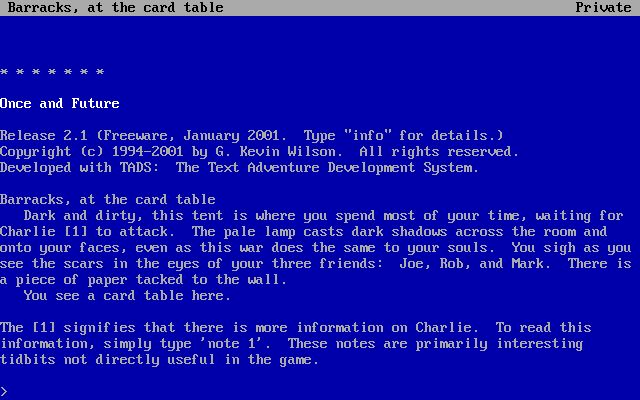 Barracks, at the card table Private
* * * * * * *
Once and Future
Release 2.1 (Freeware, January 2001.  Type "info" for details.)
Copyright (c) 1994-2001 by G. Kevin Wilson.  All rights reserved.
Developed with TADS:  The Text Adventure Development System.
Barracks, at the card table
Dark and dirty, this tent is where you spend most of your time, waiting for
Charlie [1] to attack.  The pale lamp casts dark shadows across the room and
onto your faces, even as this war does the same to your souls.  You sigh as you
see the scars in the eyes of your three friends:  Joe, Rob, and Mark.  There is
a piece of paper tacked to the wall.
You see a card table here.
The [1] signifies that there is more information on Charlie.  To read this
information, simply type 'note 1'.  These notes are primarily interesting
tidbits not directly useful in the game.
>